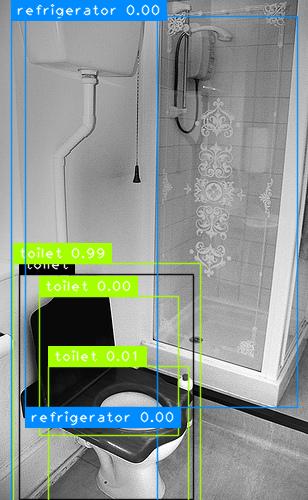 refrigerator 0.00
toilet 0.99
toilet
toilet 0.00
toilet 0.01
refrigerator 0.00